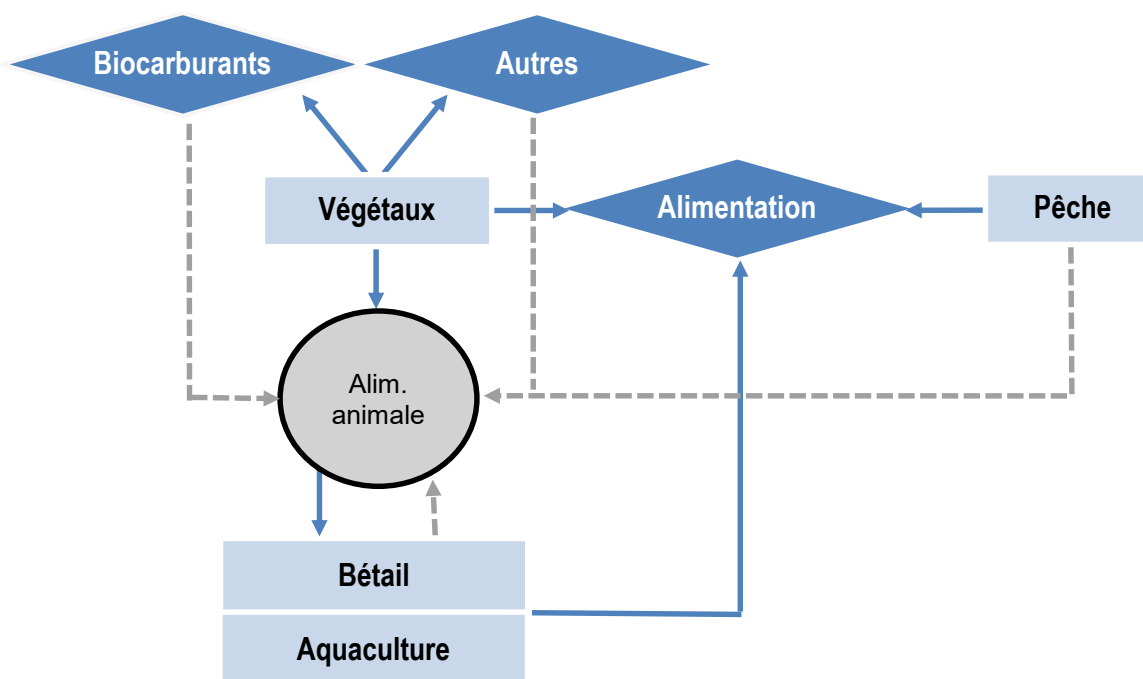 Biocarburants
Autres
Végétaux
Alimentation
Pêche
Alim.
animale
Bétail
Aquaculture